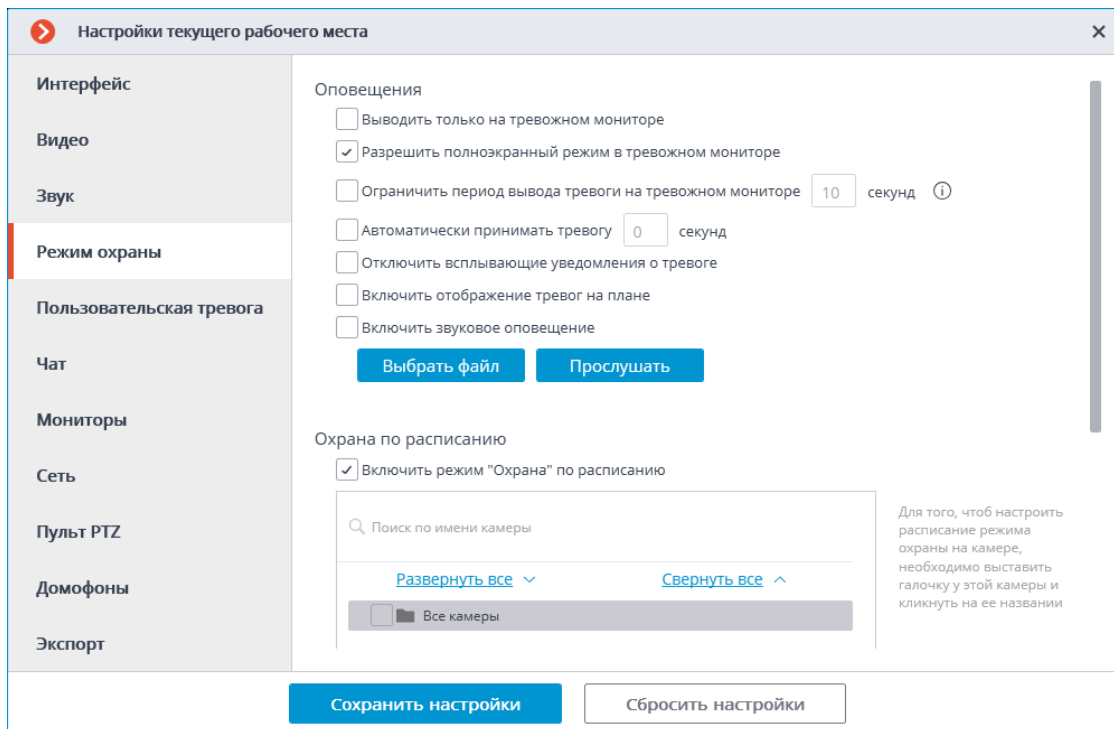 Настройки текущего рабочего места
Интерфейс
Видео
Звук
Режим охраны
Пользовательская тревога
Чат
Мониторы
Сеть
Пульт PTZ
Домофоны
Экспорт
Оповещения
Выводить только на тревожном мониторе
Разрешить полноэкранный режим в тревожном мониторе
Ограничить период вывода тревоги на тревожном мониторе 10 секунд
Автоматически принимать тревогу 0 секунд
Отключить всплывающие уведомления о тревоге
Включить отображение тревог на плане
Включить звуковое оповещение
Выбрать файл Прослушать
Охрана по расписанию
Включить режим "Охрана" по расписанию
Поиск по имени камеры
Развернуть все Свернуть все
Все камеры
Для того, чтоб настроить
расписание режима
охраны на камере,
необходимо выставить
галочку у этой камеры и
кликнуть на ее названии
Сохранить настройки Сбросить настройки